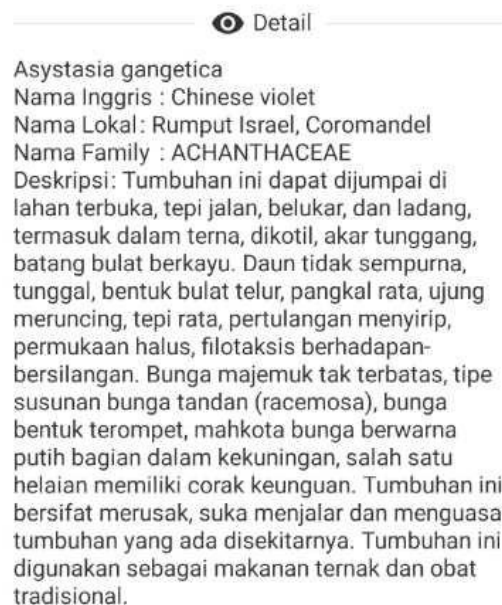 Detail
Asystasia gangetica
Nama Inggris : Chinese violet
Nama Lokal: Rumput Israel, Coromandel
Nama Family : ACHANTHACEAE
Deskripsi: Tumbuhan ini dapat dijumpai di
lahan terbuka, tepi jalan, belukar, dan ladang,
termasuk dalam terna, dikotil, akar tunggang,
batang bulat berkayu. Daun tidak sempurna,
tunggal, bentuk bulat telur, pangkal rata, ujung
meruncing, tepi rata, pertulangan menyirip,
permukaan halus, filotaksis berhadapan-
bersilangan. Bunga majemuk tak terbatas, tipe
susunan bunga tandan (racemosa), bunga
bentuk terompet, mahkota bunga berwarna
putih bagian dalam kekuningan, salah satu
helaian memiliki corak keunguan. Tumbuhan ini
bersifat merusak, suka menjalar dan menguasa
tumbuhan yang ada disekitarnya. Tumbuhan ini
digunakan sebagai makanan ternak dan obat
tradisional.